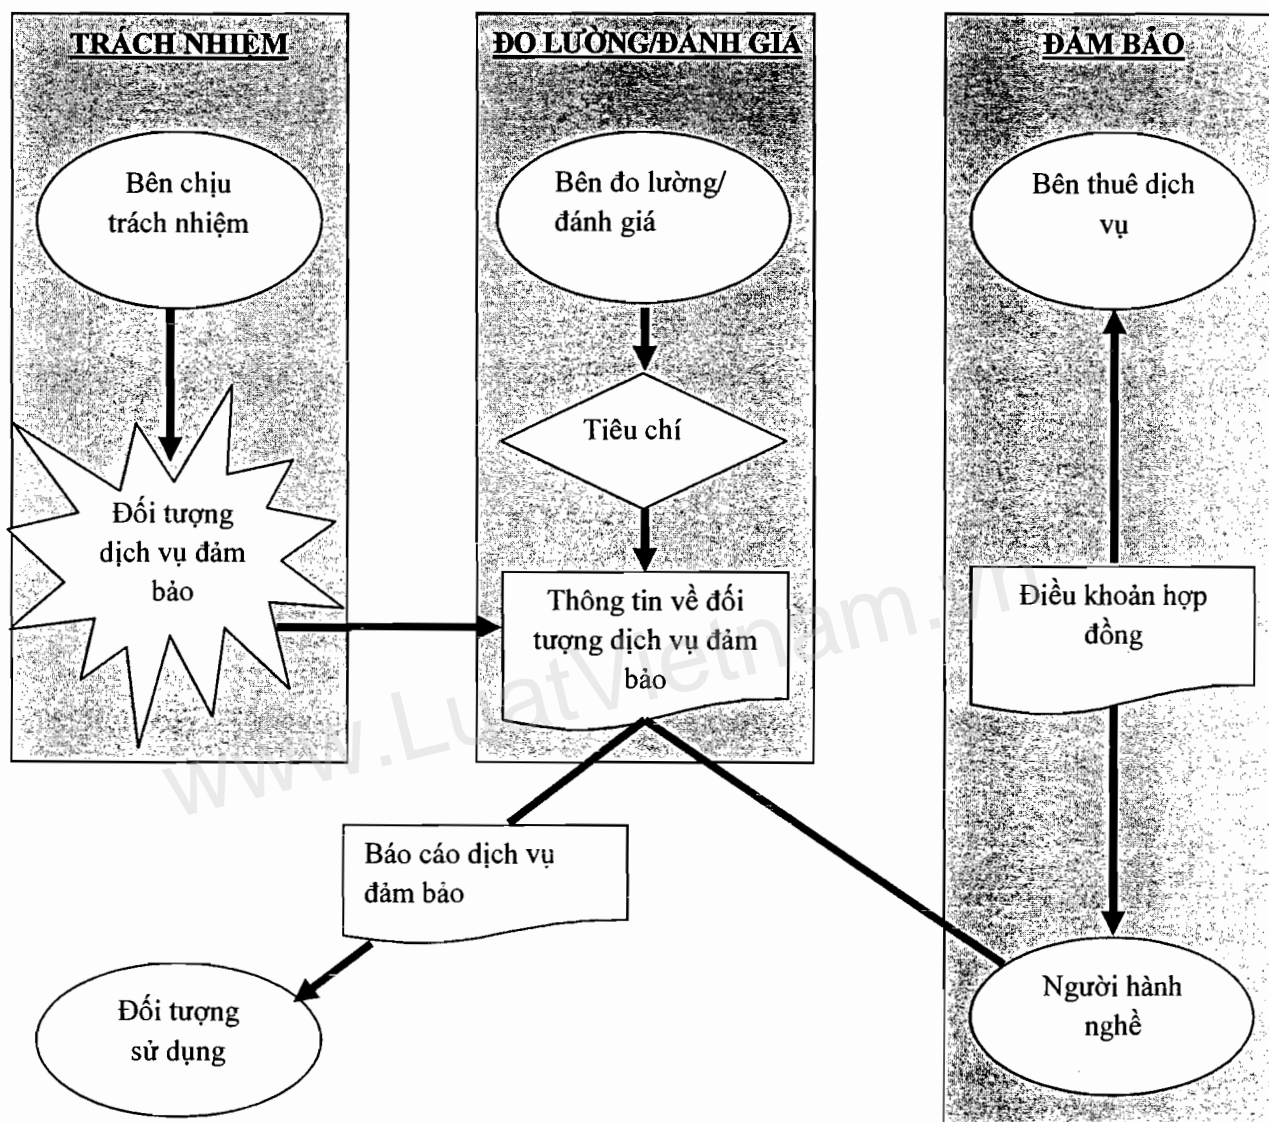 TRÁCH NHIỆM
ĐO LƯỜNG/ĐÁNH GIÁ
ĐẢM BẢO
Bên chịu
trách nhiệm
Bên đo lường/
đánh giá
Bên thuê dịch
vụ
Tiêu chí
Đối tượng
dịch vụ đảm
bảo
Thông tin về đối
tượng dịch vụ đảm
bảo
Điều khoản hợp
đồng
www.LuatVietnam.vn
Báo cáo dịch vụ
đảm bảo
Đối tượng
sử dụng
Người hành
nghề